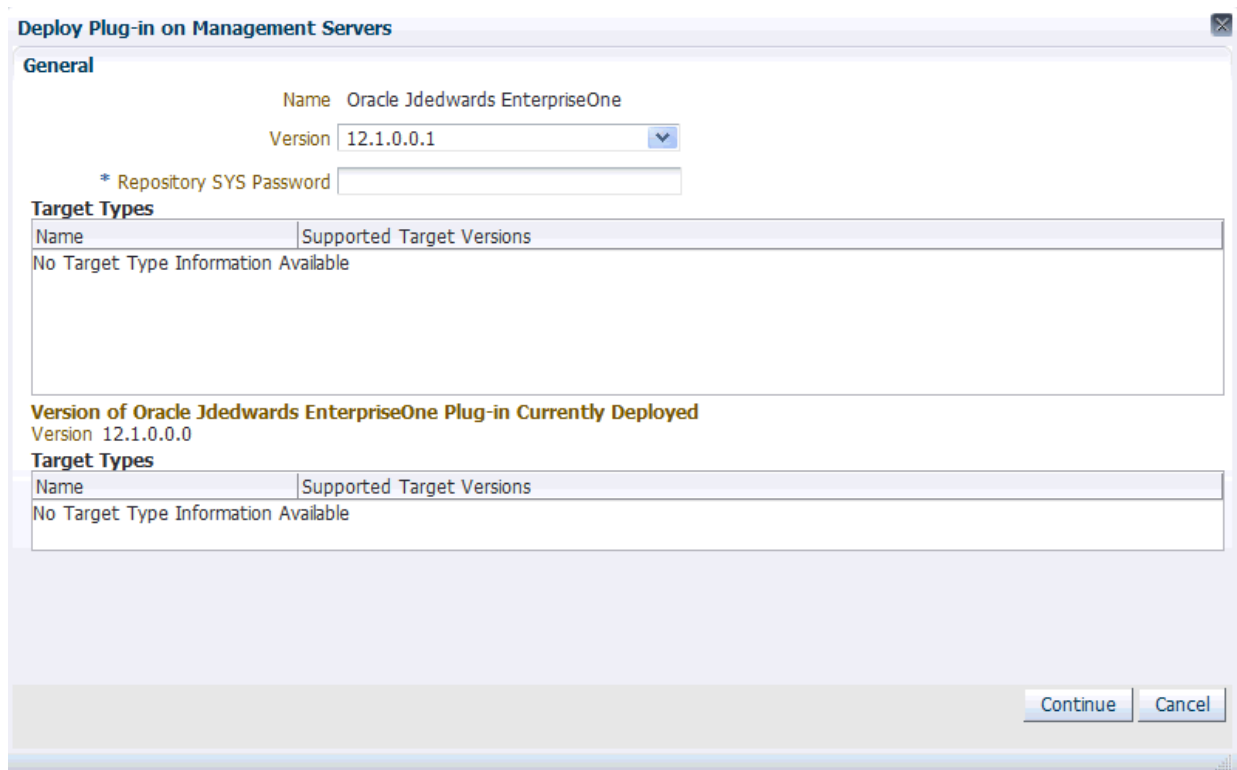 Deploy Plug-in on Management Servers
General
Name Oracle Jdedwards EnterpriseOne
Version 12.1.0.0.1
* Repository SYS Password
Target Types
Name Supported Target Versions
No Target Type Information Available
Version of Oracle Jdedwards EnterpriseOne Plug-in Currently Deployed
Version 12.1.0.0.0
Target Types
Name Supported Target Versions
No Target Type Information Available
Continue Cancel